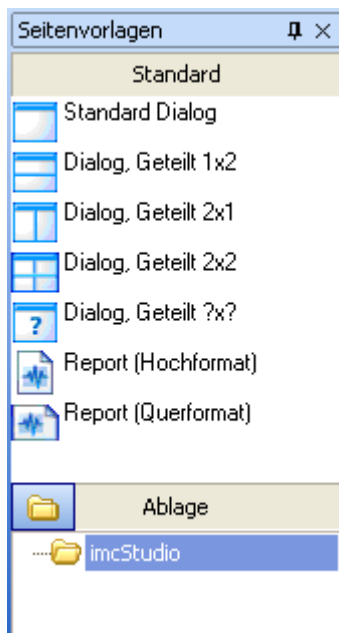 Seitenvorlagen
Standard
Standard Dialog
Dialog, Geteilt 1x2
Dialog, Geteilt 2x1
Dialog, Geteilt 2x2
?
Dialog, Geteilt ?x?
Report (Hochformat)
Report (Querformat)
Ablage
imcStudio